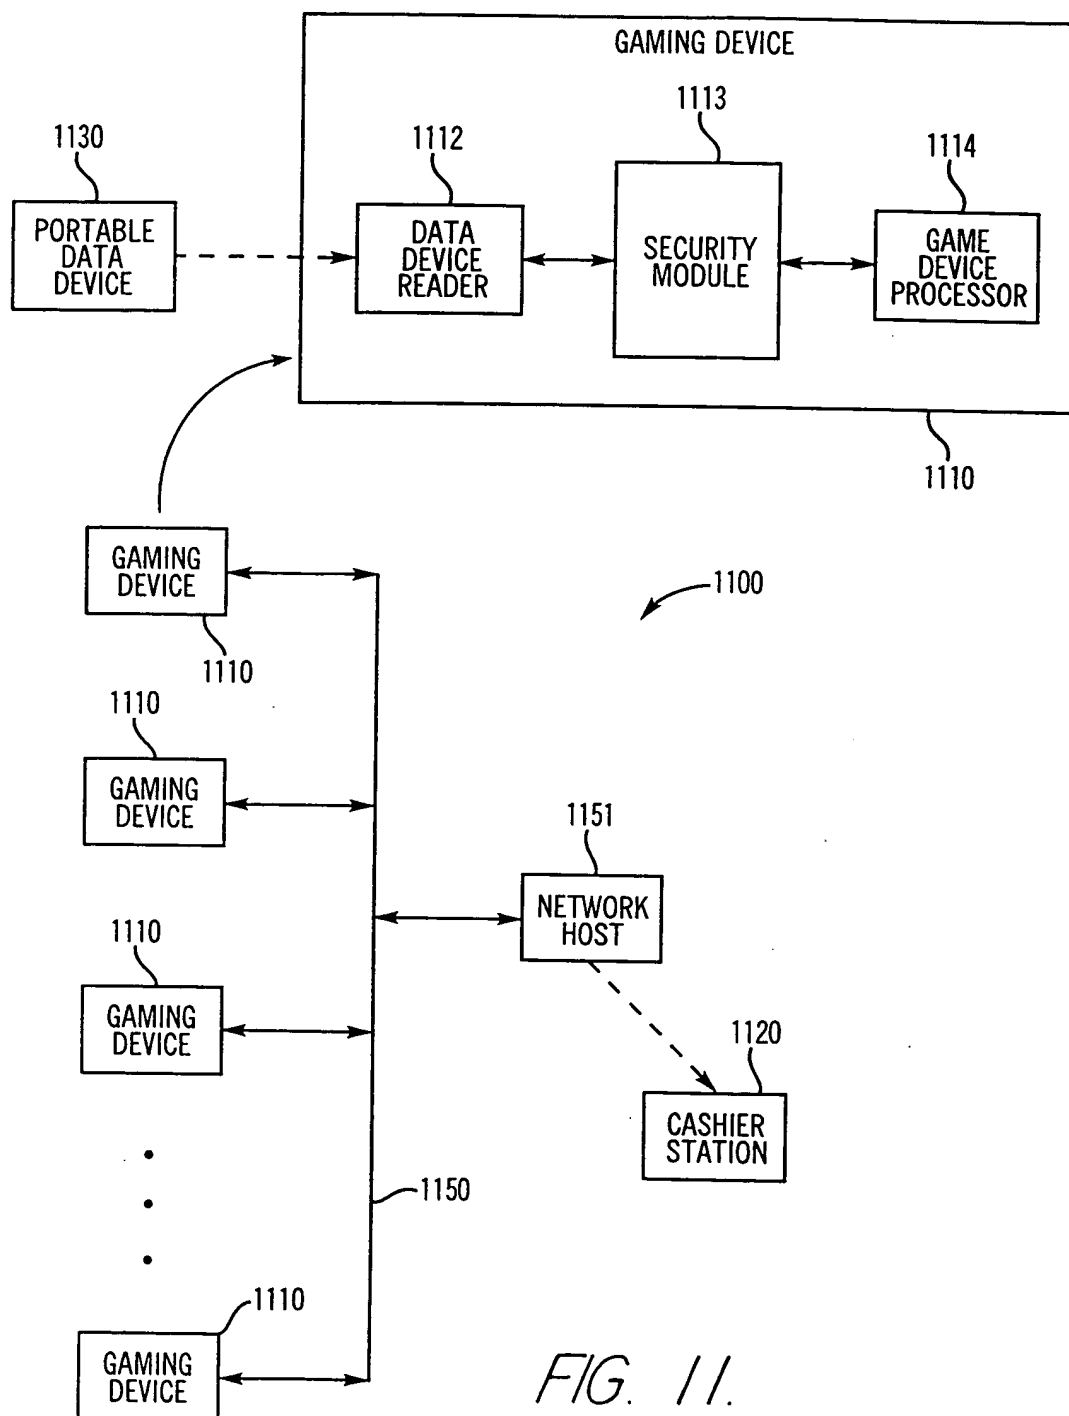 GAMING DEVICE
1113
1130
1112
1114
PORTABLE
DATA
DEVICE
DATA
DEVICE
READER
SECURITY
MODULE
GAME
DEVICE
PROCESSOR
1110
GAMING
DEVICE
1100
1110
1110
GAMING
DEVICE
1151
NETWORK
HOST
1110
GAMING
DEVICE
1120
CASHIER
STATION
1150
1110
GAMING
DEVICE
FIG. 11.